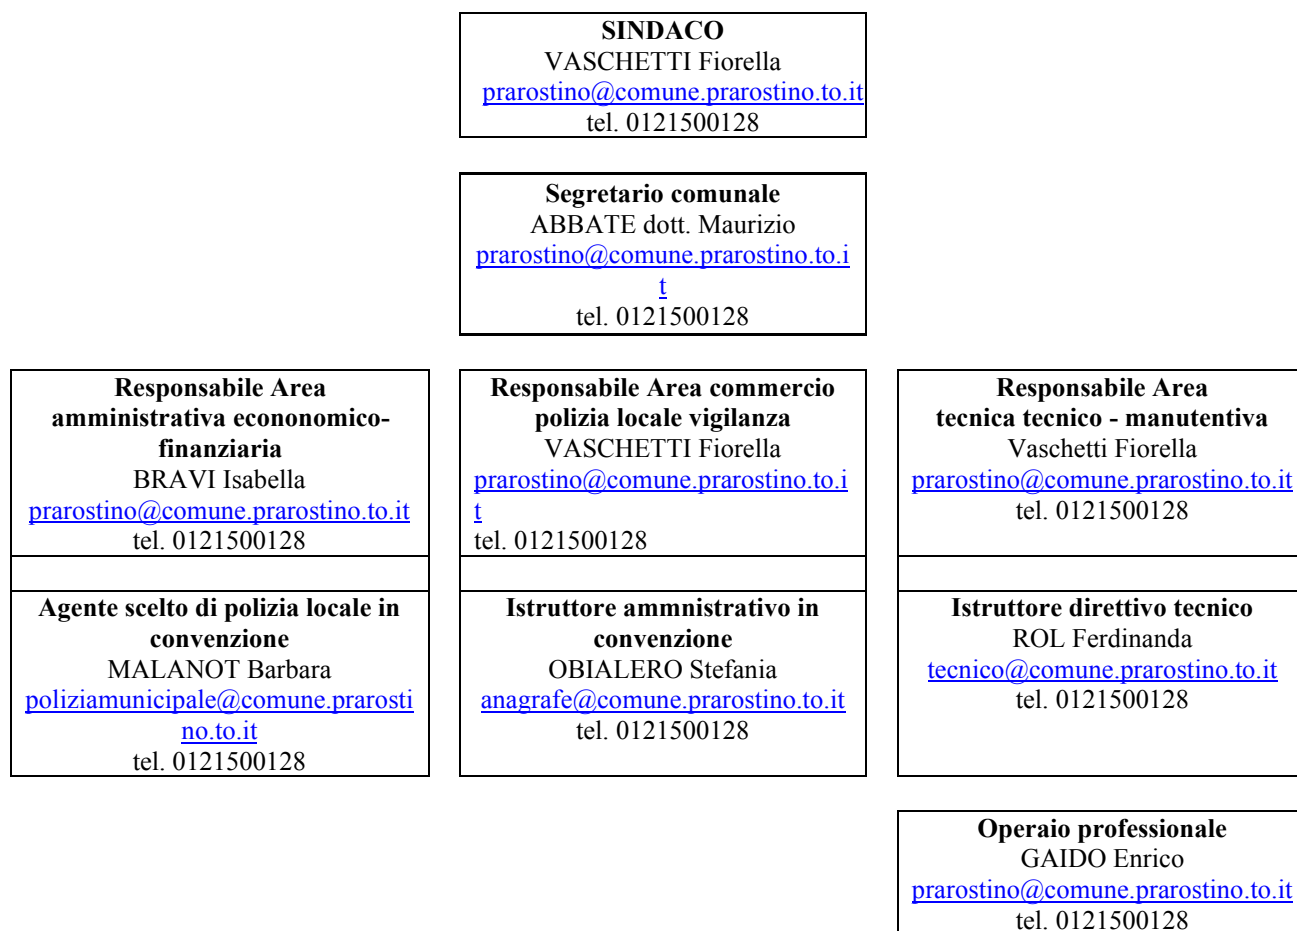 SINDACO
VASCHETTI Fiorella
prarostino@comune.prarostino.to.it
tel. 0121500128
Segretario comunale
ABBATE dott. Maurizio
prarostino@comune.prarostino.to.i
t
tel. 0121500128
Responsabile Area
amministrativa econonomico-
finanziaria
BRAVI Isabella
prarostino@comune.prarostino.to.it
tel. 0121500128
Responsabile Area commercio
polizia locale vigilanza
VASCHETTI Fiorella
prarostino@comune.prarostino.to.i
t
tel. 0121500128
Responsabile Area
tecnica tecnico - manutentiva
Vaschetti Fiorella
prarostino@comune.prarostino.to.it
tel. 0121500128
Agente scelto di polizia locale in
convenzione
MALANOT Barbara
poliziamunicipale@comune.prarosti
no.to.it
tel. 0121500128
Istruttore ammnistrativo in
convenzione
OBIALERO Stefania
anagrafe@comune.prarostino.to.it
tel. 0121500128
Istruttore direttivo tecnico
ROL Ferdinanda
tecnico@comune.prarostino.to.it
tel. 0121500128
Operaio professionale
GAIDO Enrico
prarostino@comune.prarostino.to.it
tel. 0121500128